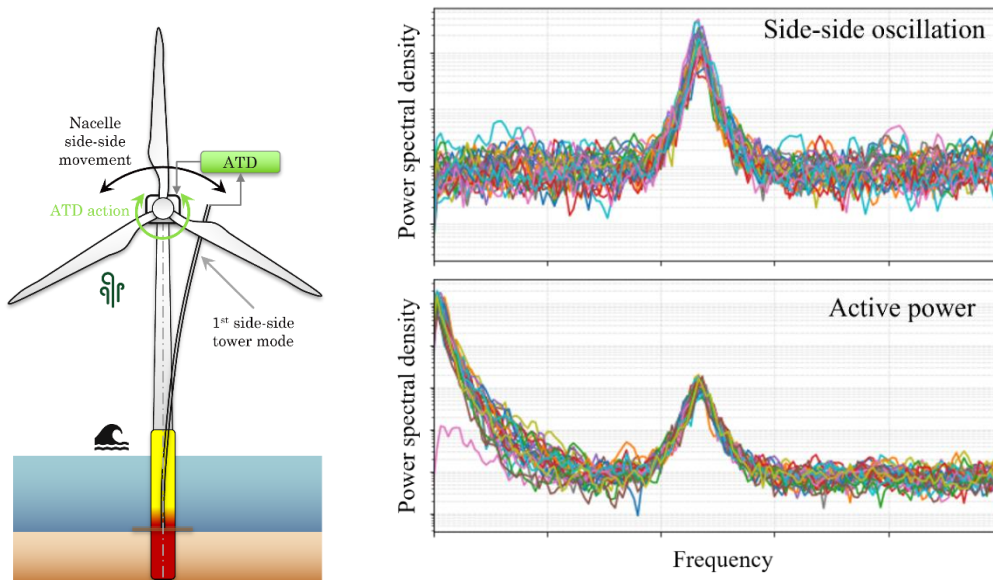 Nacelle
side-side
movement
ATD
ATD action
1st side-side
tower mode
Side-side oscillation
Power spectral density
Active power
Power spectral density
Frequency